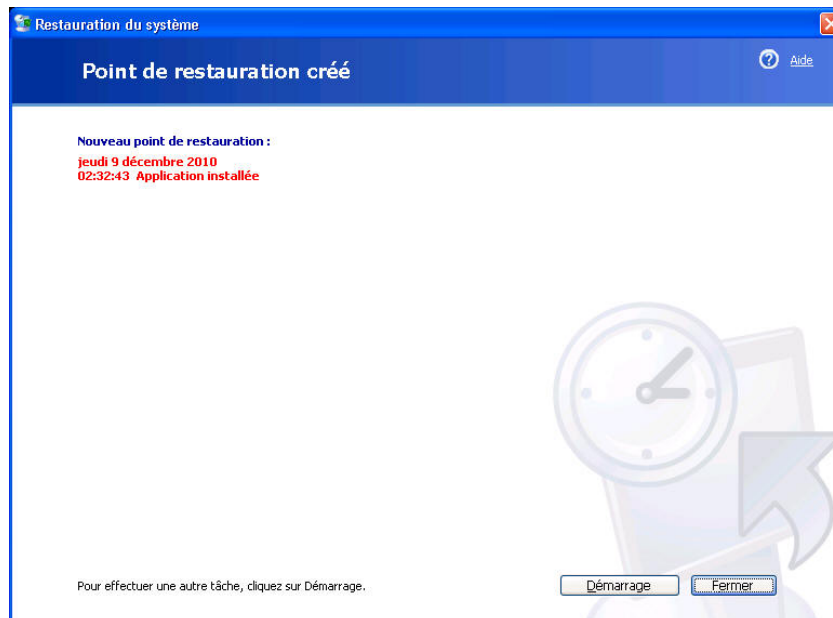 Restauration du système
Point de restauration créé
? Aide
Nouveau point de restauration :
jeudi 9 décembre 2010
02:32:43 Application installée
Pour effectuer une autre tâche, cliquez sur Démarrage.
Démarrage
Fermer